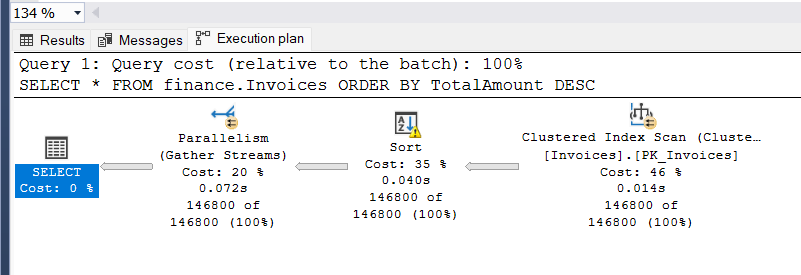 134 %
Results Messages Execution plan
Query 1: Query cost (relative to the batch): 100%
SELECT * FROM finance.Invoices ORDER BY TotalAmount DESC
SELECT
Cost: 0 %
Parallelism
(Gather Streams)
Cost: 20 %
0.072s
146800 of
146800 (100%)
A
Z
Sort
Cost: 35 %
0.040s
146800 of
146800 (100%)
Clustered Index Scan (Cluste…
[Invoices].[PK_Invoices]
Cost: 46 %
0.014s
146800 of
146800 (100%)